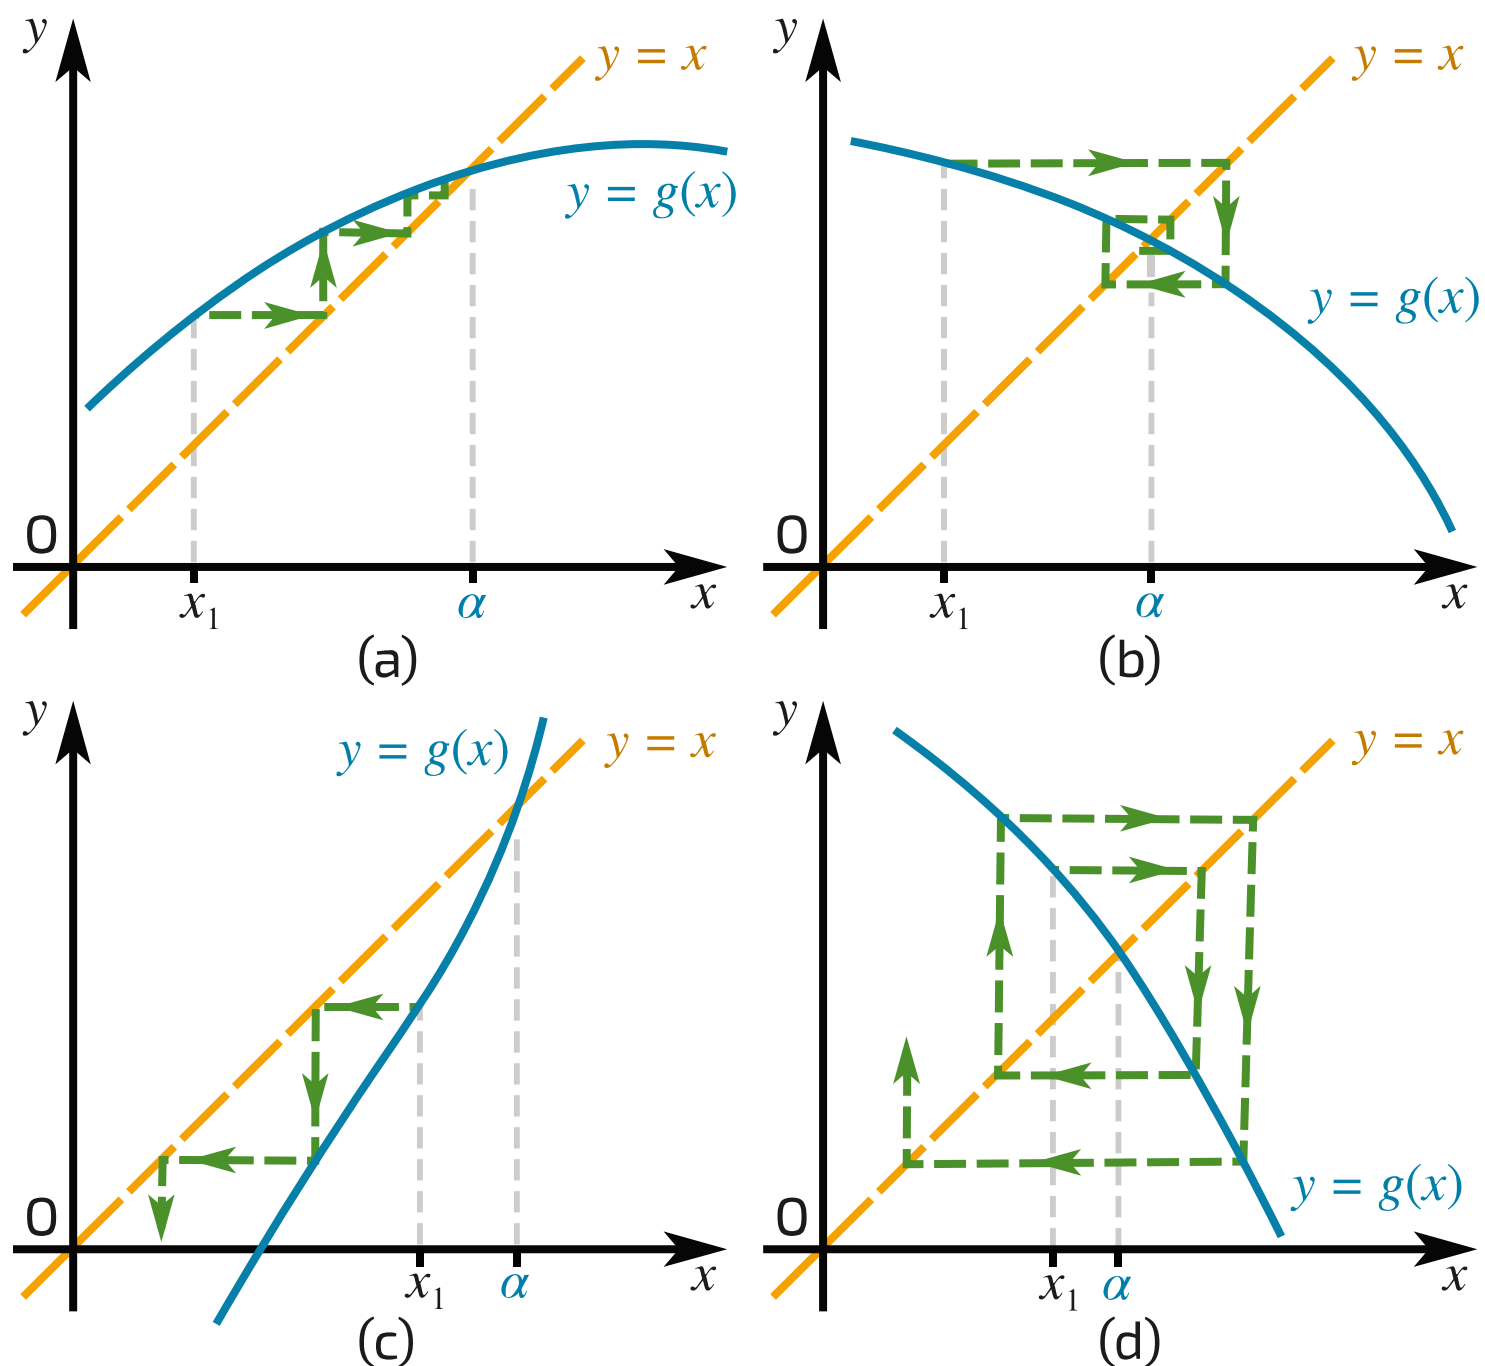 y
y = x
y = g(x)
O
x₁
α
x
(a)
y
y = x
y = g(x)
O
x₁
α
x
(b)
y
y = g(x)
y = x
O
x₁
α
x
(c)
y
y = x
y = g(x)
O
x₁
α
x
(d)